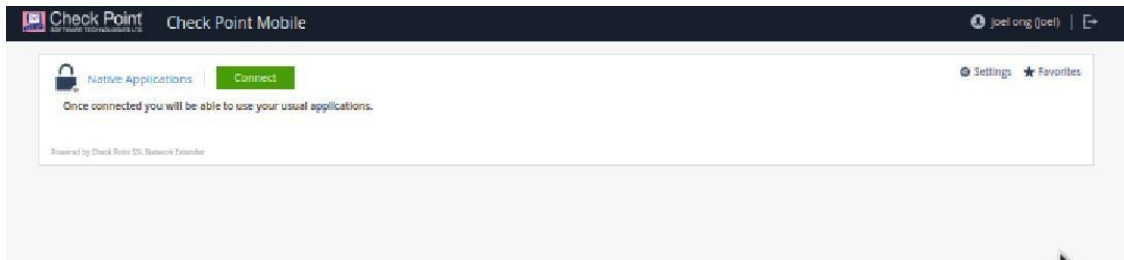 Check Point
SOFTWARE TECHNOLOGIES LTD
Check Point Mobile
joel ong (joel)
Native Applications
Connect
Settings
Favorites
Once connected you will be able to use your usual applications.
Powered by Check Point SSL Network Extender